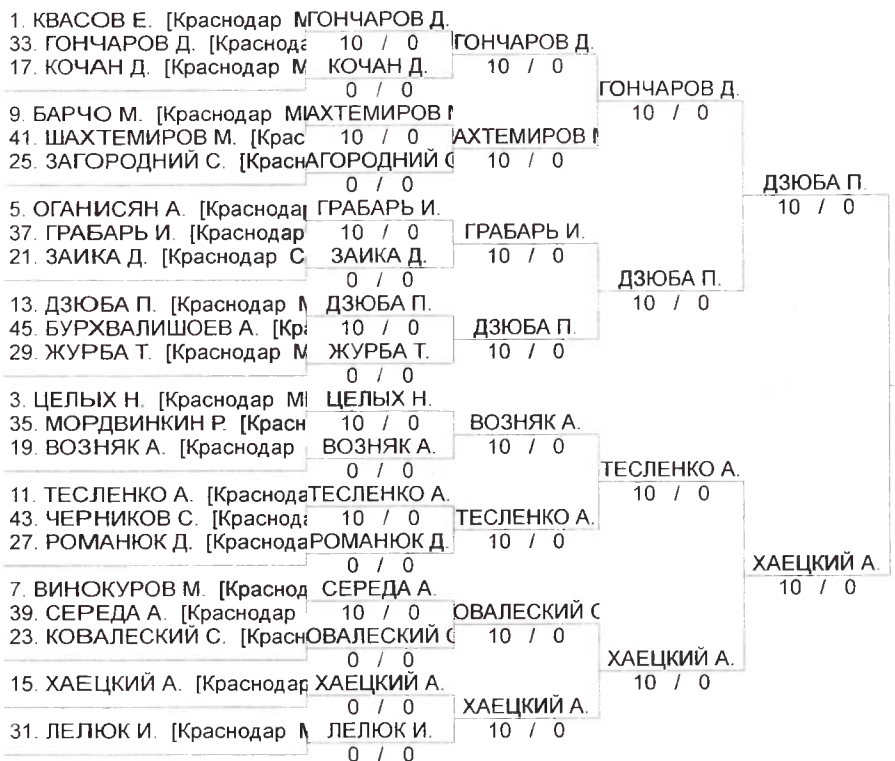 1. КВАСОВ Е. [Краснодар М ГОНЧАРОВ Д.
33. ГОНЧАРОВ Д. [Краснода 10 / 0 ГОНЧАРОВ Д.
17. КОЧАН Д. [Краснодар М КОЧАН Д. 10 / 0
0 / 0 ГОНЧАРОВ Д.
9. БАРЧО М. [Краснодар М АХТЕМИРОВ 10 / 0
41. ШАХТЕМИРОВ М. [Крас 10 / 0 АХТЕМИРОВ
25. ЗАГОРОДНИЙ С. [Красн АГОРОДНИЙ 10 / 0
0 / 0 ДЗЮБА П.
5. ОГАНИСЯН А. [Краснодар ГРАБАРЬ И. 10 / 0
37. ГРАБАРЬ И. [Краснодар 10 / 0 ГРАБАРЬ И.
21. ЗАИКА Д. [Краснодар С ЗАИКА Д. 10 / 0
0 / 0 ДЗЮБА П.
13. ДЗЮБА П. [Краснодар ДЗЮБА П. 10 / 0
45. БУРХВАЛИШОЕВ А. [Кра 10 / 0 ДЗЮБА П.
29. ЖУРБА Т. [Краснодар М ЖУРБА Т. 10 / 0
0 / 0
3. ЦЕЛЫХ Н. [Краснодар М ЦЕЛЫХ Н.
35. МОРДВИНКИН Р. [Красн 10 / 0 ВОЗНЯК А.
19. ВОЗНЯК А. [Краснодар ВОЗНЯК А. 10 / 0
0 / 0 ТЕСЛЕНКО А.
11. ТЕСЛЕНКО А. [Краснода ТЕСЛЕНКО А. 10 / 0
43. ЧЕРНИКОВ С. [Краснода 10 / 0 ТЕСЛЕНКО А.
27. РОМАНЮК Д. [Краснода РОМАНЮК Д. 10 / 0
0 / 0 ХАЕЦКИЙ А.
7. ВИНОКУРОВ М. [Краснод СЕРЕДА А. 10 / 0
39. СЕРЕДА А. [Краснодар 10 / 0 ОВАЛЕСКИЙ С
23. КОВАЛЕСКИЙ С. [Красн ОВАЛЕСКИЙ 10 / 0
0 / 0 ХАЕЦКИЙ А.
15. ХАЕЦКИЙ А. [Краснодар ХАЕЦКИЙ А. 10 / 0
0 / 0 ХАЕЦКИЙ А.
31. ЛЕЛЮК И. [Краснодар ЛЕЛЮК И. 10 / 0
0 / 0